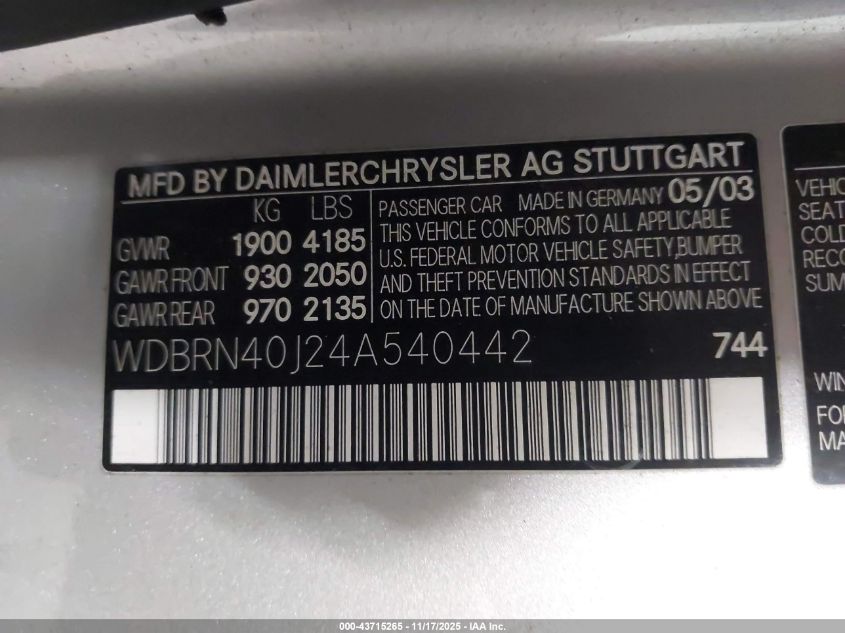 MFD BY DAIMLERCHRYSLER AG STUTTGART
KG LBS
GVWR 1900 4185
GAWR FRONT 930 2050
GAWR REAR 970 2135
PASSENGER CAR MADE IN GERMANY 05/03
THIS VEHICLE CONFORMS TO ALL APPLICABLE
U.S. FEDERAL MOTOR VEHICLE SAFETY,BUMPER
AND THEFT PREVENTION STANDARDS IN EFFECT
ON THE DATE OF MANUFACTURE SHOWN ABOVE
WDBRN40J24A540442 744
000-43715265 - 11/17/2025 - IAA Inc.